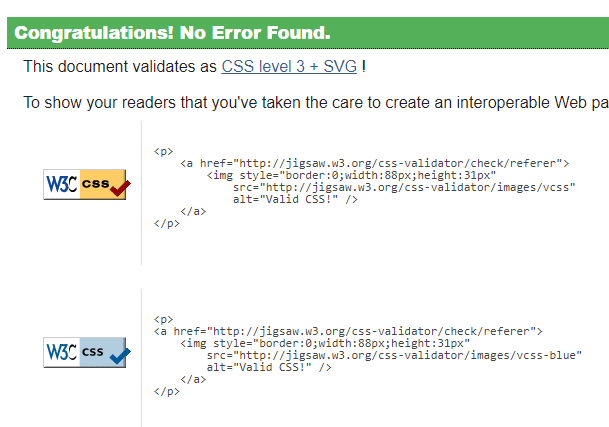 Congratulations! No Error Found.
This document validates as CSS level 3 + SVG !
To show your readers that you've taken the care to create an interoperable Web pa
<p>
<a href="http://jigsaw.w3.org/css-validator/check/referer">
<img style="border:0;width:88px;height:31px"
src="http://jigsaw.w3.org/css-validator/images/vcss"
alt="Valid CSS!" />
</a>
</p>
W3C css
<p>
<a href="http://jigsaw.w3.org/css-validator/check/referer">
<img style="border:0;width:88px;height:31px"
src="http://jigsaw.w3.org/css-validator/images/vcss-blue"
alt="Valid CSS!" />
</a>
</p>
W3C css